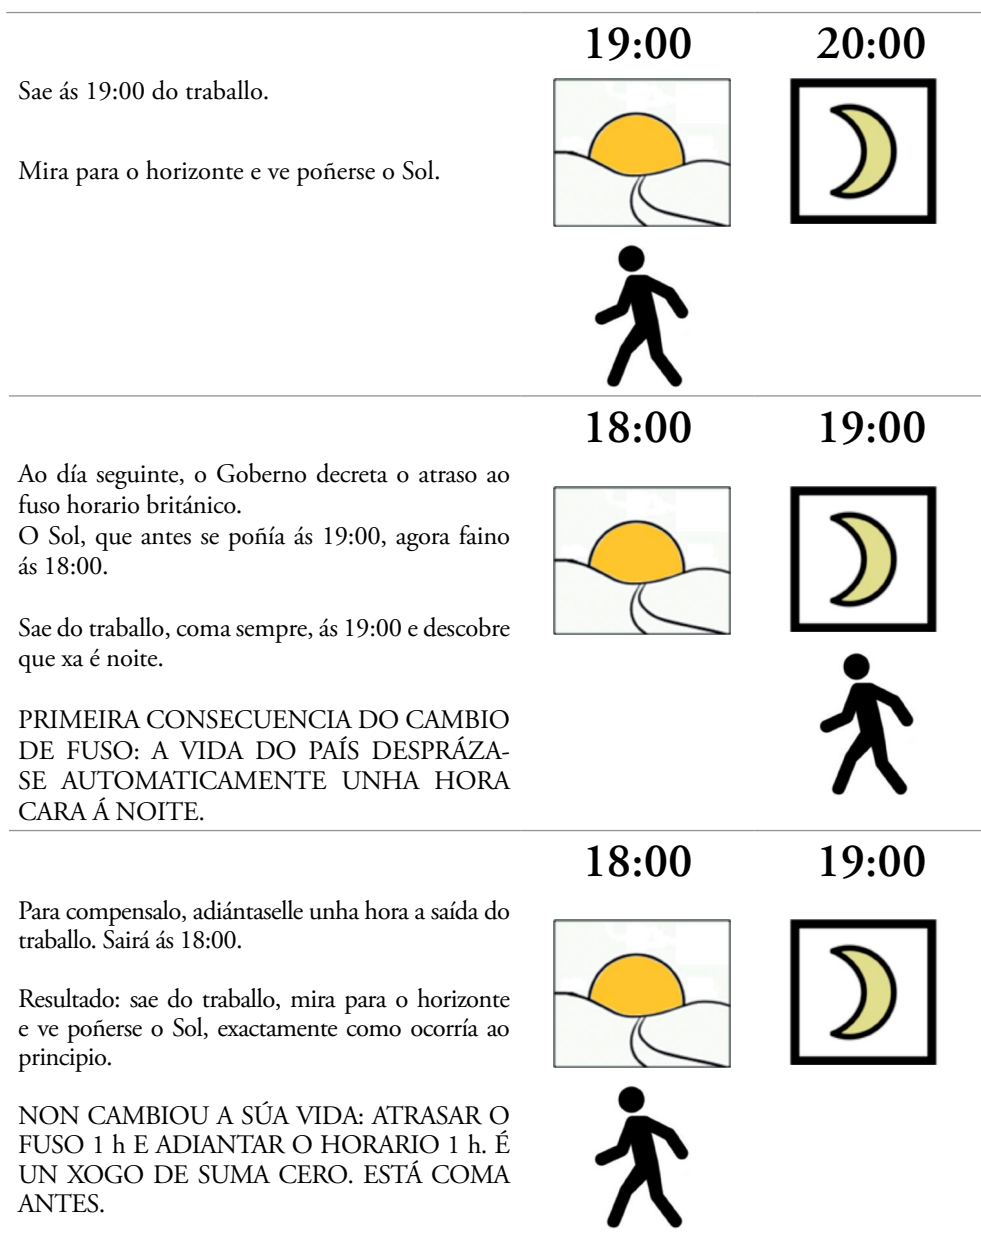 19:00 20:00
Sae ás 19:00 do traballo.
Mira para o horizonte e ve poñerse o Sol.
18:00 19:00
Ao día seguinte, o Goberno decreta o atraso ao
fuso horario británico.
O Sol, que antes se poñía ás 19:00, agora faino
ás 18:00.
Sae do traballo, coma sempre, ás 19:00 e descobre
que xa é noite.
PRIMEIRA CONSECUENCIA DO CAMBIO
DE FUSO: A VIDA DO PAÍS DESPRÁZA-
SE AUTOMATICAMENTE UNHA HORA
CARA Á NOITE.
18:00 19:00
Para compensalo, adiántaselle unha hora a saída do
traballo. Sairá ás 18:00.
Resultado: sae do traballo, mira para o horizonte
e ve poñerse o Sol, exactamente como ocorría ao
principio.
NON CAMBIOU A SÚA VIDA: ATRASAR O
FUSO 1 h E ADIANTAR O HORARIO 1 h. É
UN XOGO DE SUMA CERO. ESTÁ COMA
ANTES.